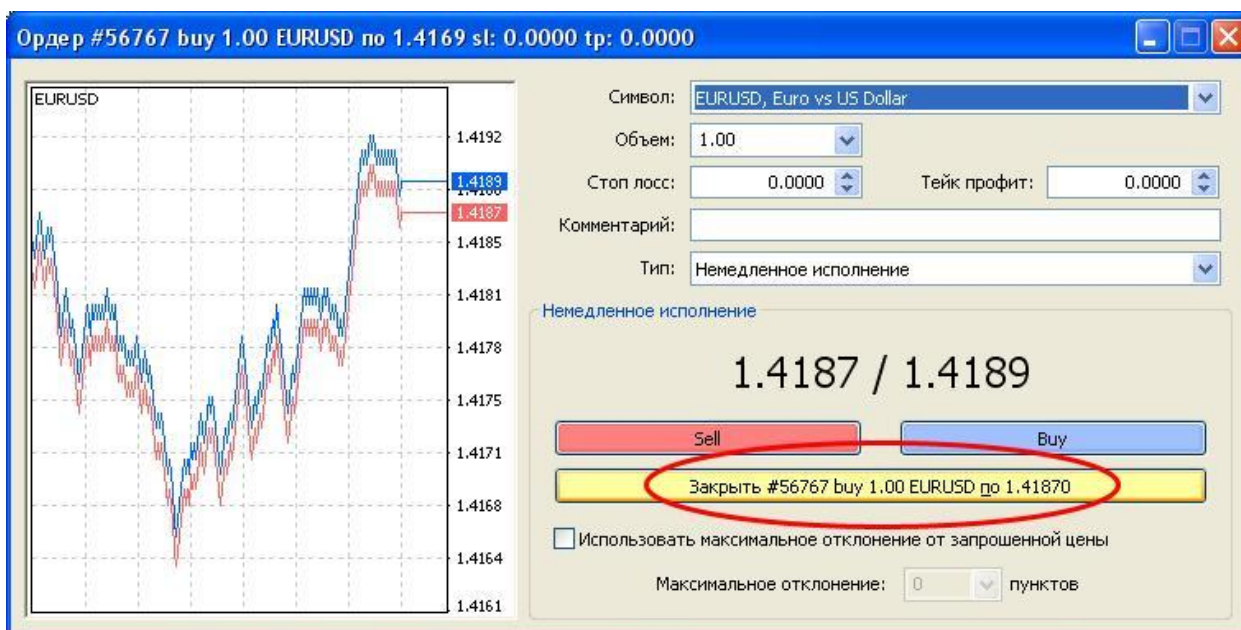 Ордер #56767 buy 1.00 EURUSD по 1.4169 sl: 0.0000 tp: 0.0000
EURUSD
1.4192
1.4189
1.4187
1.4185
1.4181
1.4178
1.4175
1.4171
1.4168
1.4164
1.4161
Символ: EURUSD, Euro vs US Dollar
Объем: 1.00
Стоп лосс: 0.0000 Тейк профит: 0.0000
Комментарий:
Тип: Немедленное исполнение
Немедленное исполнение
1.4187 / 1.4189
Sell Buy
Закрыть #56767 buy 1.00 EURUSD по 1.41870
Использовать максимальное отклонение от запрошенной цены
Максимальное отклонение: 0 пунктов